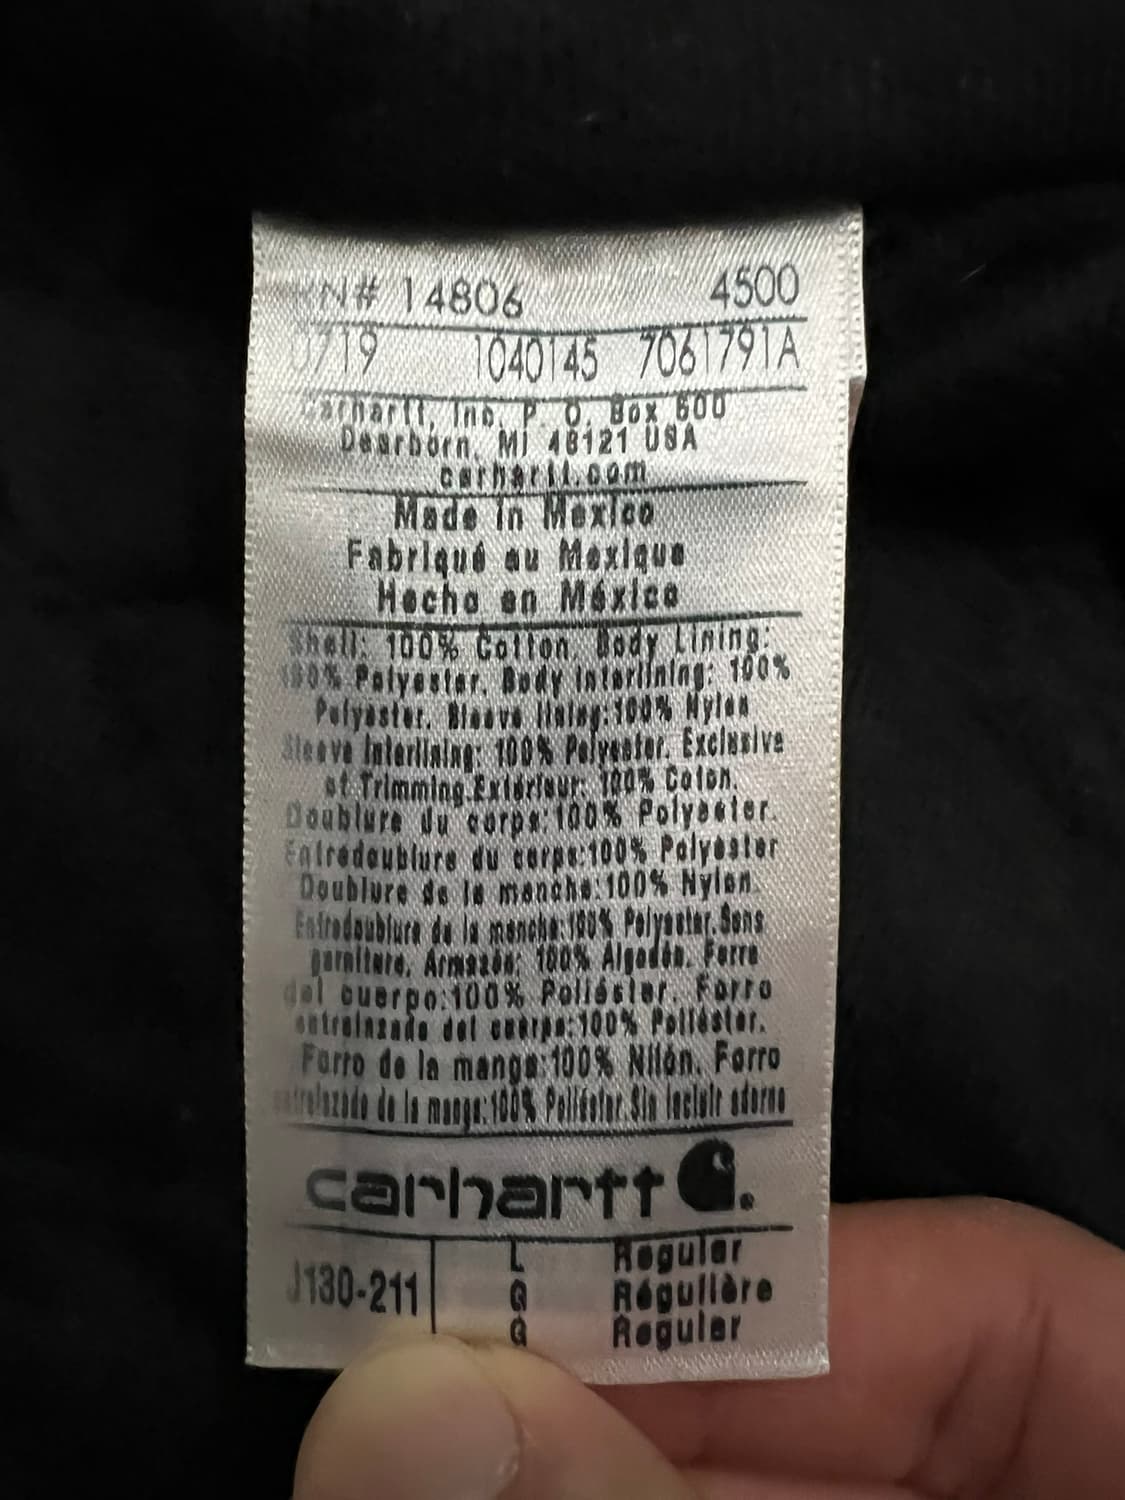 RN# 14806 4500
0719 1040145 7061791A
Carhartt, Inc. P. O. Box 600
Dearborn, MI 48121 USA
carhartt.com
Made in Mexico
Fabriqué au Mexique
Hecho en México
Shell: 100% Cotton. Body Lining:
100% Polyester. Body Interlining: 100%
Polyester. Sleeve lining:100% Nylon
Sleeve Interlining: 100% Polyester. Exclusive
of Trimming.Extérieur: 100% Coton.
Doublure du corps:100% Polyester.
Entredoublure du corps:100% Polyester
Doublure de la manche:100% Nylon.
Entredoublure de la manche:100% Polyester.Sans
garniture. Armazón: 100% Algodón. Forro
del cuerpo:100% Poliéster. Forro
entrelazado del cuerpo:100% Poliéster.
Forro de la manga:100% Nilón. Forro
entrelazado de la manga:100% Poliéster.Sin incluir adorno
carhartt
J130-211 L Regular
G Régulière
G Regular